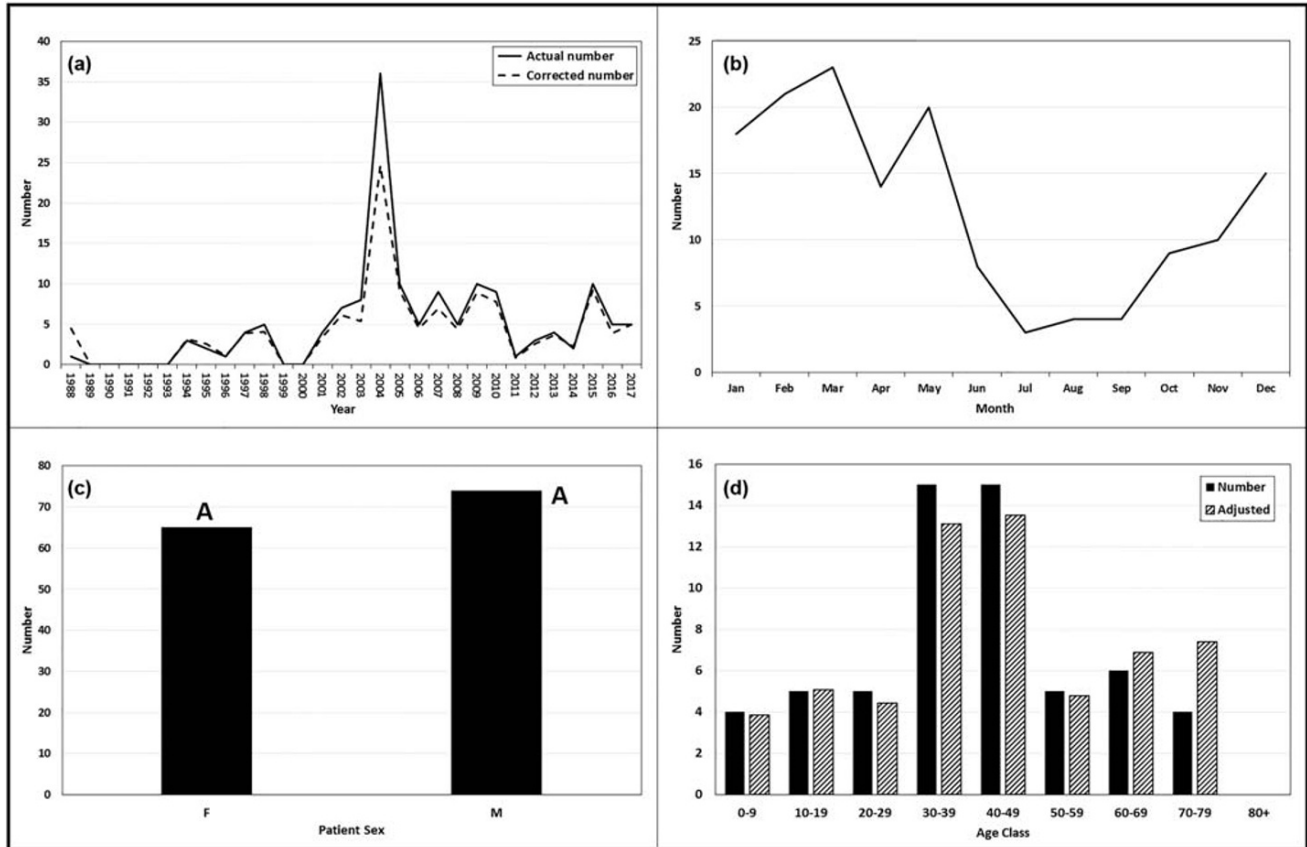 (a)
Actual number
Corrected number
40
35
30
25
20
15
10
5
0
Number
1988 1989 1990 1991 1992 1993 1994 1995 1996 1997 1998 1999 2000 2001 2002 2003 2004 2005 2006 2007 2008 2009 2010 2011 2012 2013 2014 2015 2016 2017
Year
(b)
25
20
15
10
5
0
Number
Jan Feb Mar Apr May Jun Jul Aug Sep Oct Nov Dec
Month
(c)
80
70
60
50
40
30
20
10
0
Number
A
A
F M
Patient Sex
(d)
Number
Adjusted
16
14
12
10
8
6
4
2
0
Number
0-9 10-19 20-29 30-39 40-49 50-59 60-69 70-79 80+
Age Class